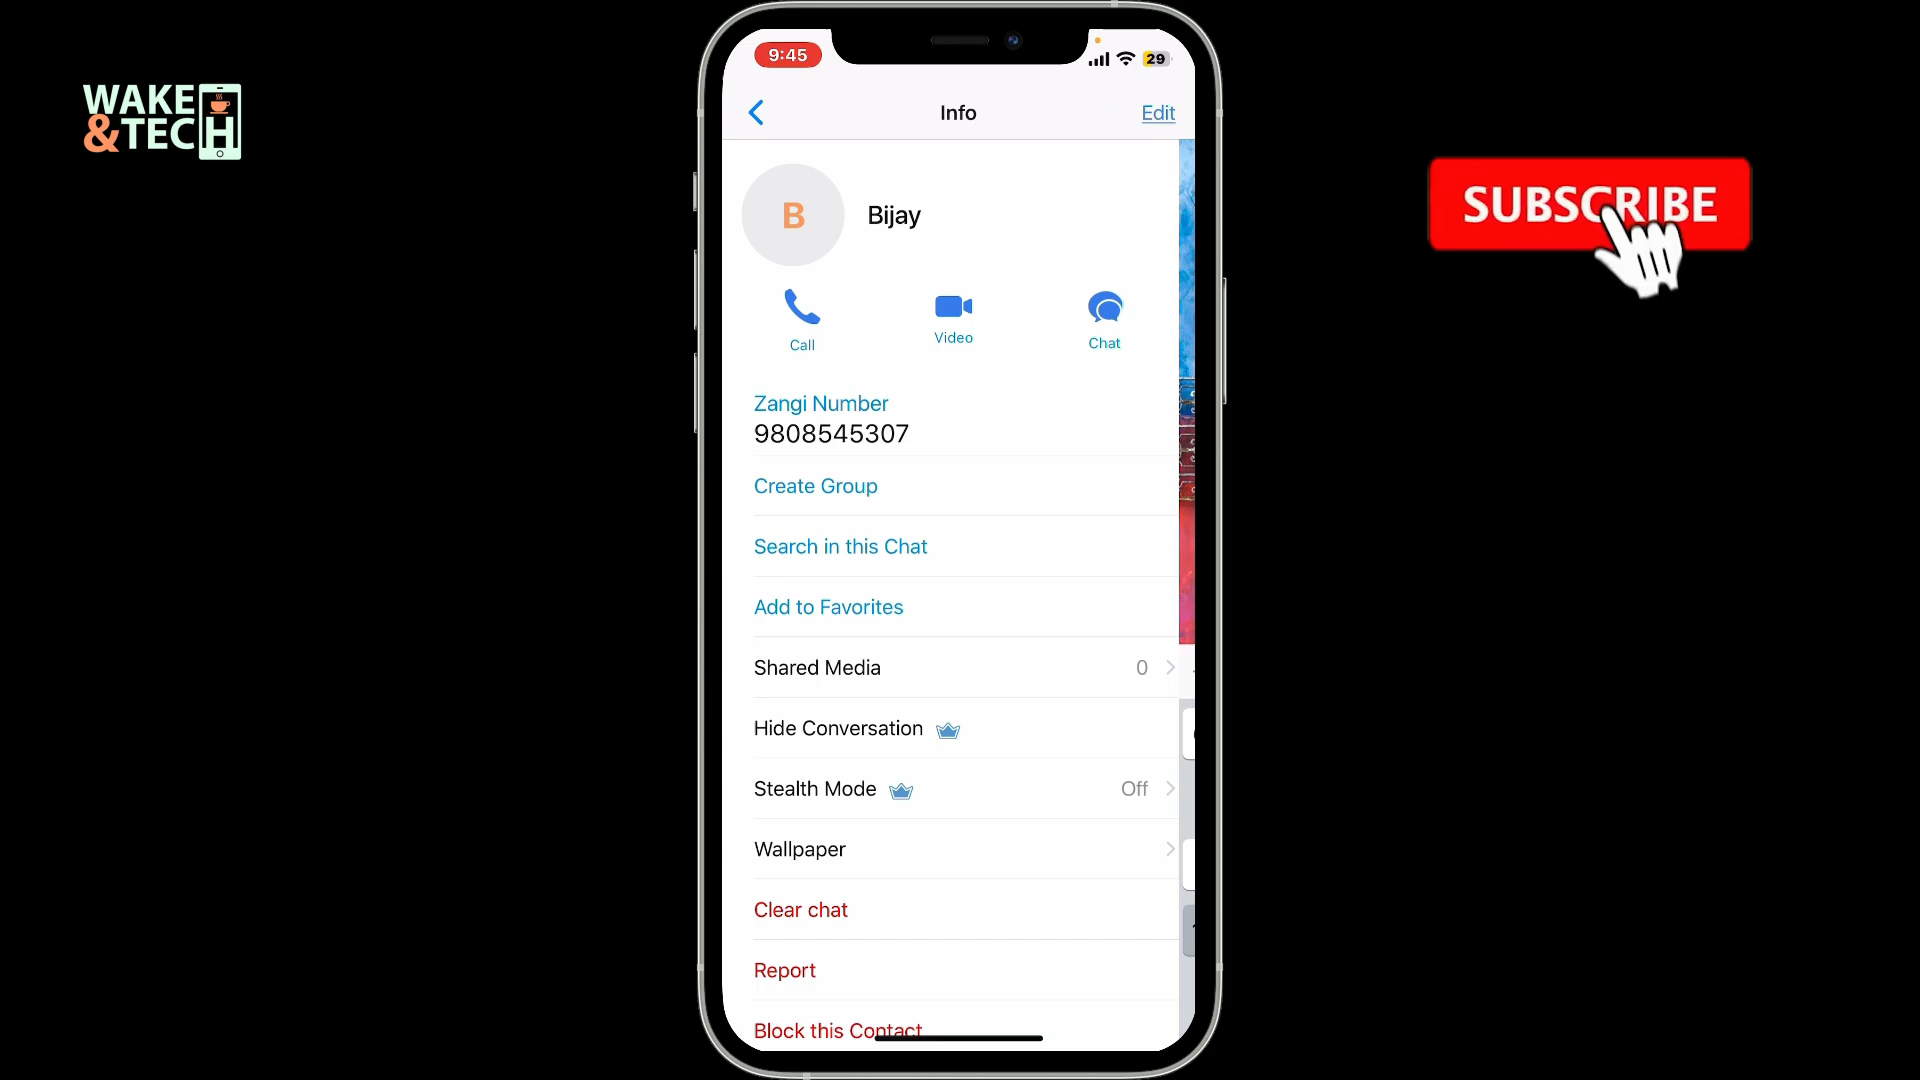 WAKE
&TECH
SUBSCRIBE
9:45
29
Info
Edit
B
Bijay
Call
Video
Chat
Zangi Number
9808545307
Create Group
Search in this Chat
Add to Favorites
Shared Media 0
Hide Conversation
Stealth Mode Off
Wallpaper
Clear chat
Report
Block this Contact